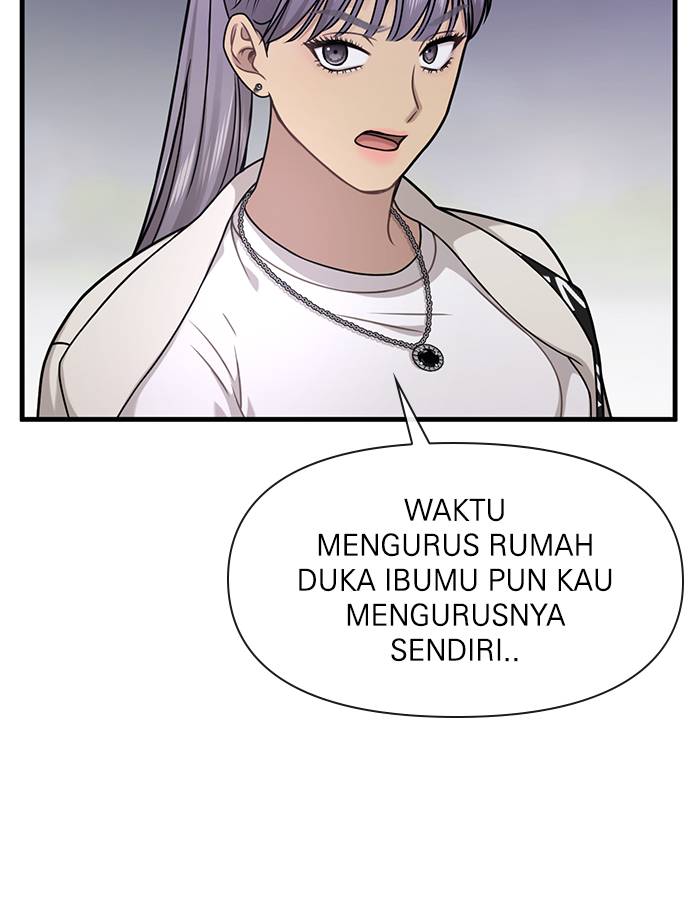 WAKTU
MENGURUS RUMAH
DUKA IBUMU PUN KAU
MENGURUSNYA
SENDIRI..